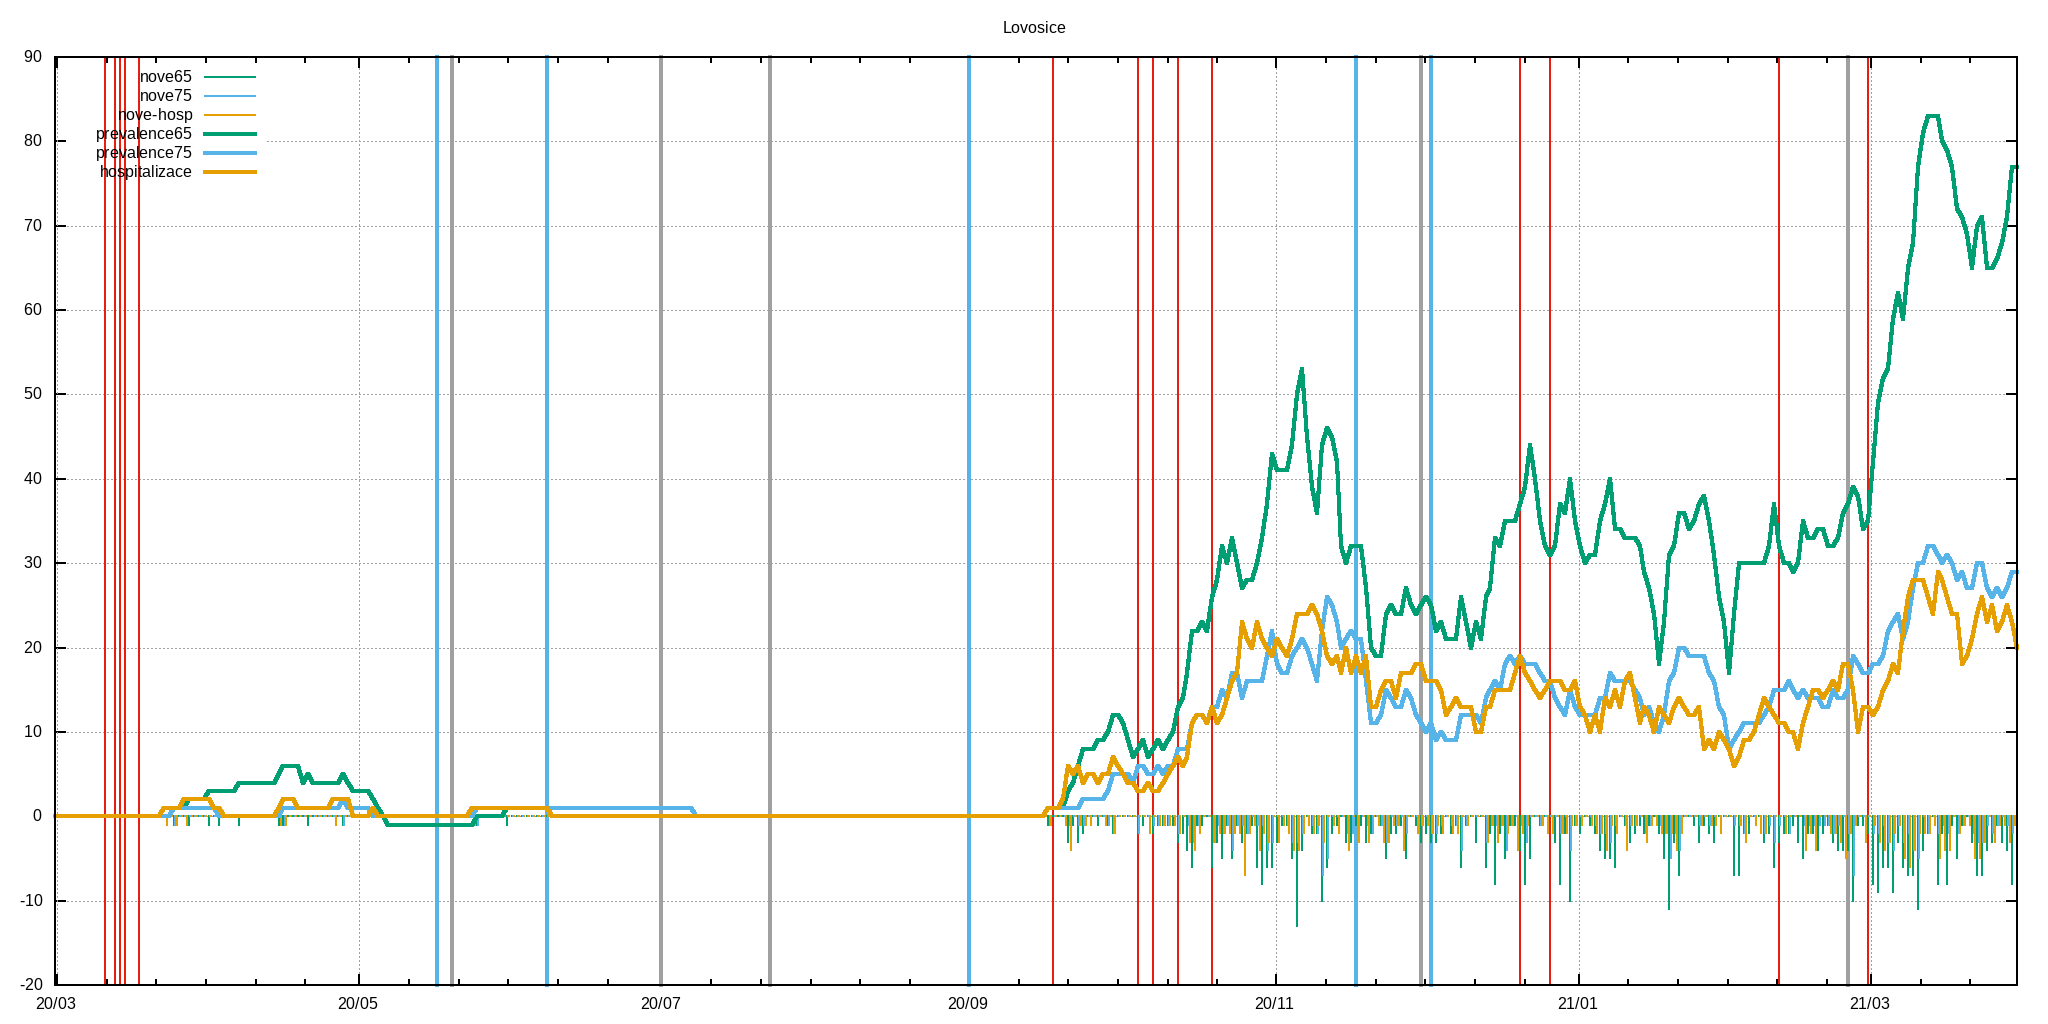 Lovosice
90
80
70
60
50
40
30
20
10
0
-10
-20
nove65
nove75
nove-hosp
prevalence65
prevalence75
hospitalizace
20/03 20/05 20/07 20/09 20/11 21/01 21/03